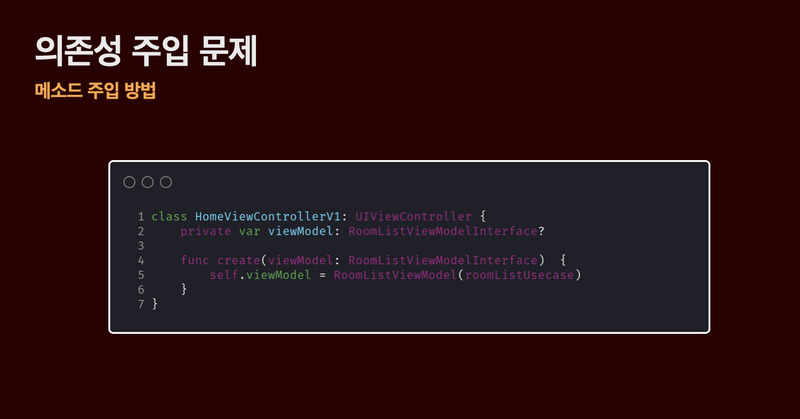 의존성 주입 문제
메소드 주입 방법
1 class HomeViewControllerV1: UIViewController {
2     private var viewModel: RoomListViewModelInterface?
3
4     func create(viewModel: RoomListViewModelInterface)  {
5         self.viewModel = RoomListViewModel(roomListUsecase)
6     }
7 }